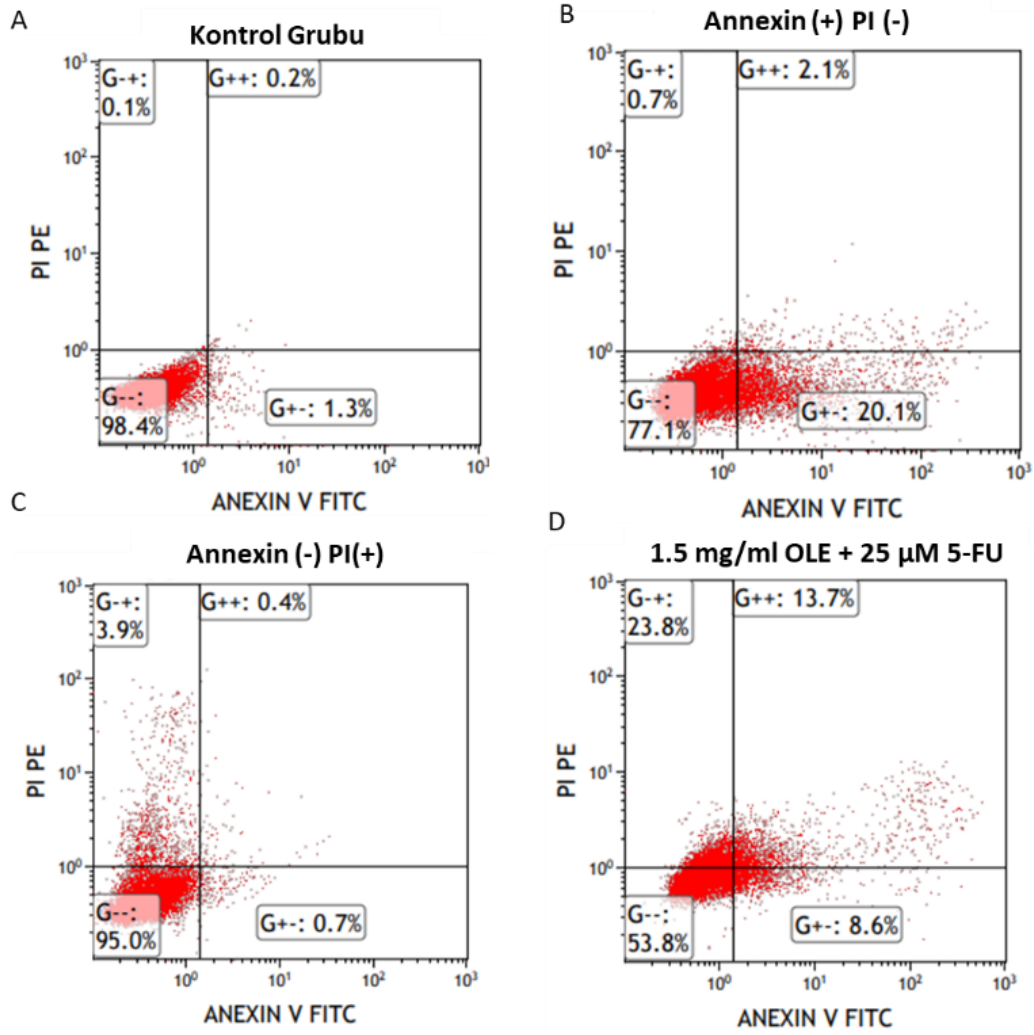 A
Kontrol Grubu
G-+:
0.1%
G++: 0.2%
G--:
98.4%
G+-: 1.3%
10³
10²
10¹
10⁰
PI PE
10⁰ 10¹ 10² 10³
ANEXIN V FITC
B
Annexin (+) PI (-)
G-+:
0.7%
G++: 2.1%
G--:
77.1%
G+-: 20.1%
10³
10²
10¹
10⁰
PI PE
10⁰ 10¹ 10² 10³
ANEXIN V FITC
C
Annexin (-) PI(+)
G-+:
3.9%
G++: 0.4%
G--:
95.0%
G+-: 0.7%
10³
10²
10¹
10⁰
PI PE
10⁰ 10¹ 10² 10³
ANEXIN V FITC
D
1.5 mg/ml OLE + 25 µM 5-FU
G-+:
23.8%
G++: 13.7%
G--:
53.8%
G+-: 8.6%
10³
10²
10¹
10⁰
PI PE
10⁰ 10¹ 10² 10³
ANEXIN V FITC